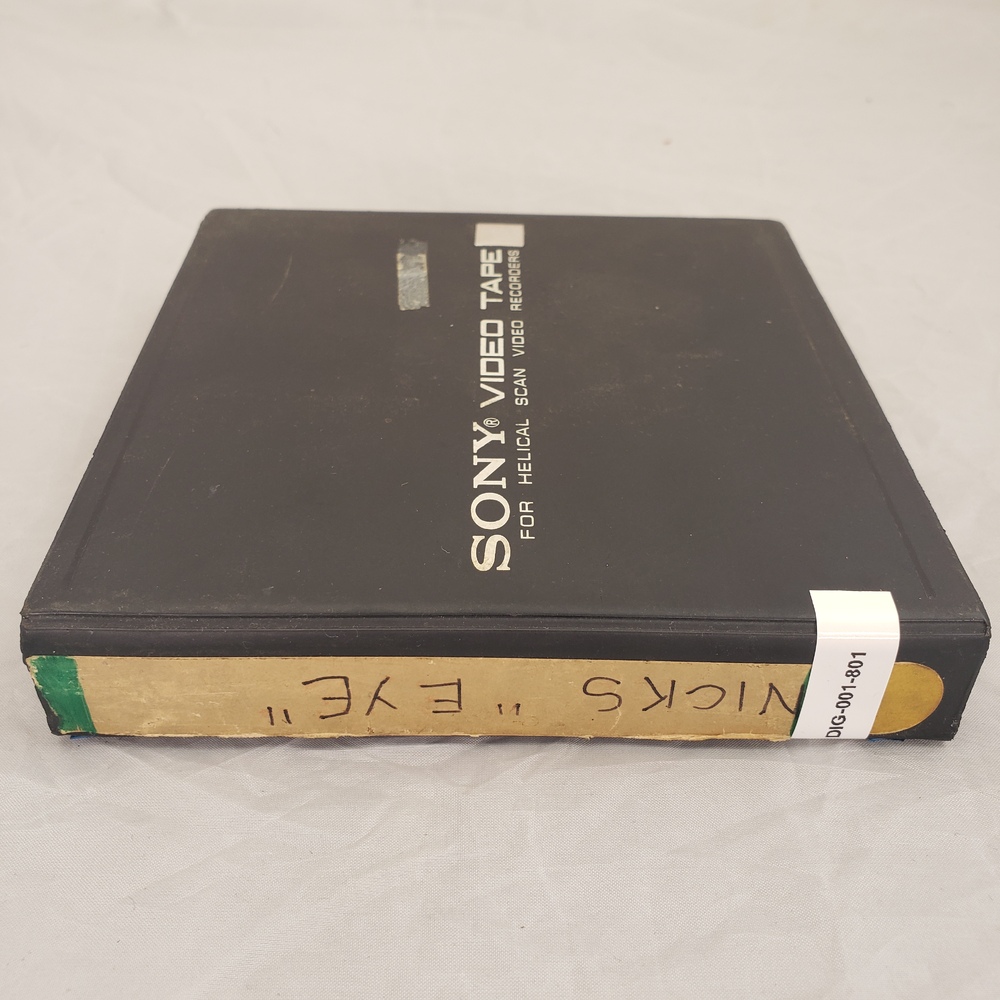 SONY® VIDEO TAPE
FOR HELICAL SCAN VIDEO RECORDERS
NICKS "EYE"
DIG-001-801